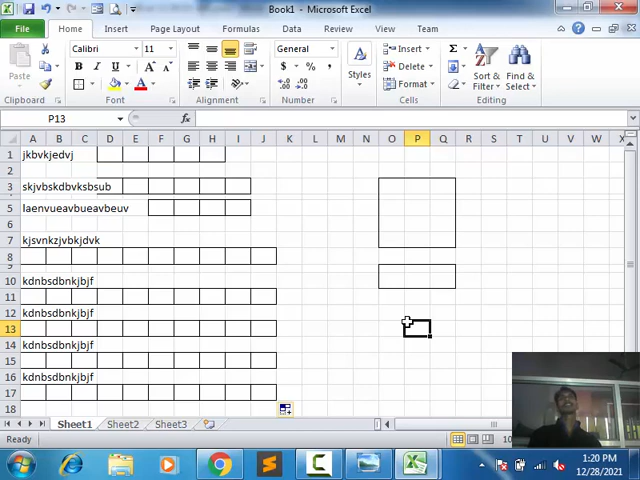 Book1 - Microsoft Excel
File Home Insert Page Layout Formulas Data Review View Team
Calibri 11 General Insert Σ
Paste B I U A $ % , Styles Delete Sort & Filter Find & Select
Format
Clipboard Font Alignment Number Cells Editing
P13 fx
A B C D E F G H I J K L M N O P Q R S T U V W
1 jkbvkjedvj
2
3 skjvbskdbvksbsub
5 laenvueavbueavbeuv
6
7 kjsvnkzjvbkjdvk
8
9
10 kdnbsdbnkjbjf
11
12 kdnbsdbnkjbjf
13
14 kdnbsdbnkjbjf
15
16 kdnbsdbnkjbjf
17
18
Sheet1 Sheet2 Sheet3
Ready
1:20 PM
12/28/2021